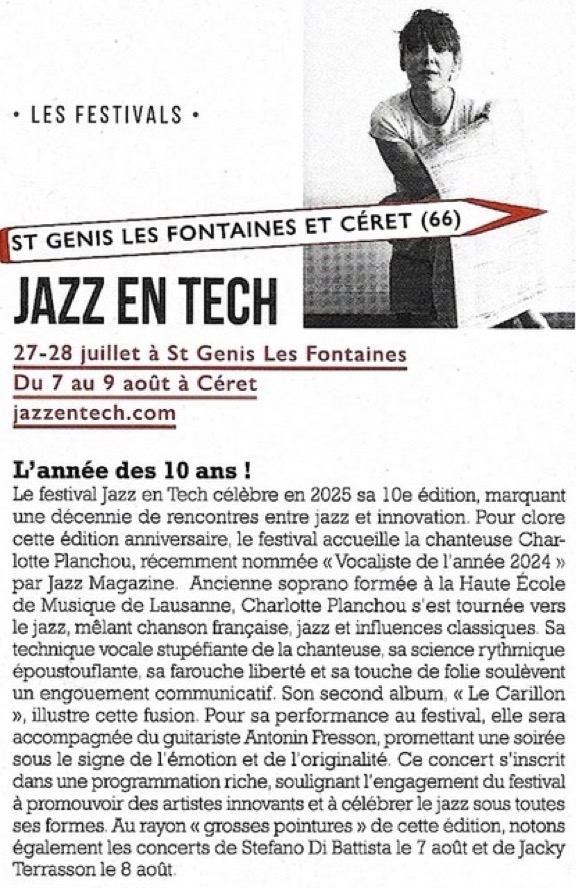 • LES FESTIVALS •
ST GENIS LES FONTAINES ET CÉRET (66)
JAZZ EN TECH
27-28 juillet à St Genis Les Fontaines
Du 7 au 9 août à Céret
jazzentech.com
L'année des 10 ans !
Le festival Jazz en Tech célèbre en 2025 sa 10e édition, marquant
une décennie de rencontres entre jazz et innovation. Pour clore
cette édition anniversaire, le festival accueille la chanteuse Char-
lotte Planchou, récemment nommée « Vocaliste de l'année 2024 »
par Jazz Magazine. Ancienne soprano formée à la Haute École
de Musique de Lausanne, Charlotte Planchou s'est tournée vers
le jazz, mêlant chanson française, jazz et influences classiques. Sa
technique vocale stupéfiante de la chanteuse, sa science rythmique
époustouflante, sa farouche liberté et sa touche de folie soulèvent
un engouement communicatif. Son second album, « Le Carillon
», illustre cette fusion. Pour sa performance au festival, elle sera
accompagnée du guitariste Antonin Fresson, promettant une soirée
sous le signe de l'émotion et de l'originalité. Ce concert s'inscrit
dans une programmation riche, soulignant l'engagement du festival
à promouvoir des artistes innovants et à célébrer le jazz sous toutes
ses formes. Au rayon « grosses pointures » de cette édition, notons
également les concerts de Stefano Di Battista le 7 août et de Jacky
Terrasson le 8 août.